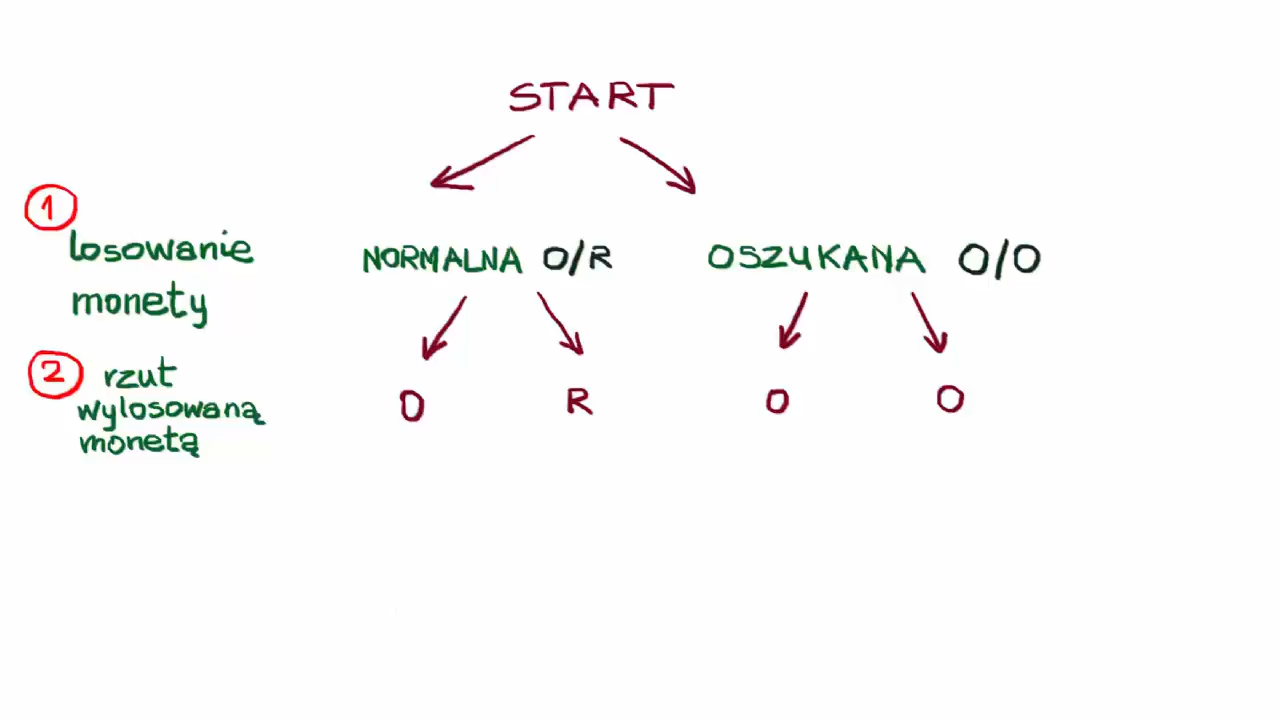 START
1
losowanie
monety
NORMALNA O/R OSZUKANA O/O
2 rzut
wylosowaną
monetą
O R O O